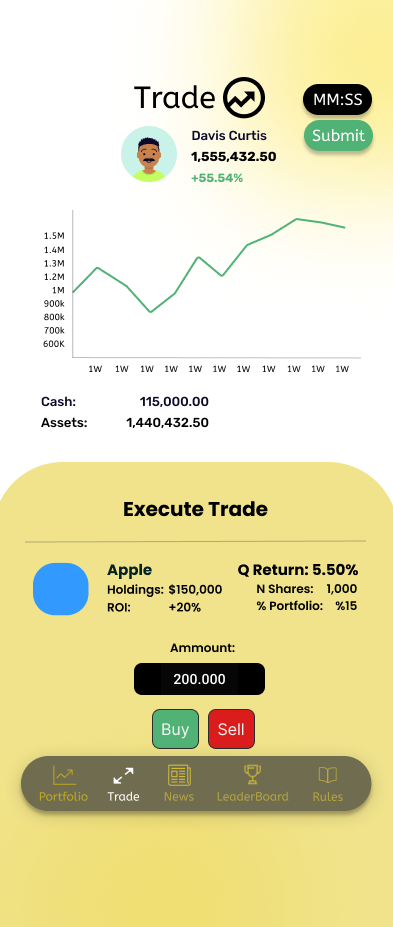 Trade
MM:SS
Submit
Davis Curtis
1,555,432.50
+55.54%
1.5M
1.4M
1.3M
1.2M
1M
900k
800k
700k
600K
1W 1W 1W 1W 1W 1W 1W 1W 1W 1W 1W
Cash: 115,000.00
Assets: 1,440,432.50
Execute Trade
Apple
Holdings: $150,000
ROI: +20%
Q Return: 5.50%
N Shares: 1,000
% Portfolio: %15
Ammount:
200.000
Buy Sell
Portfolio Trade News LeaderBoard Rules